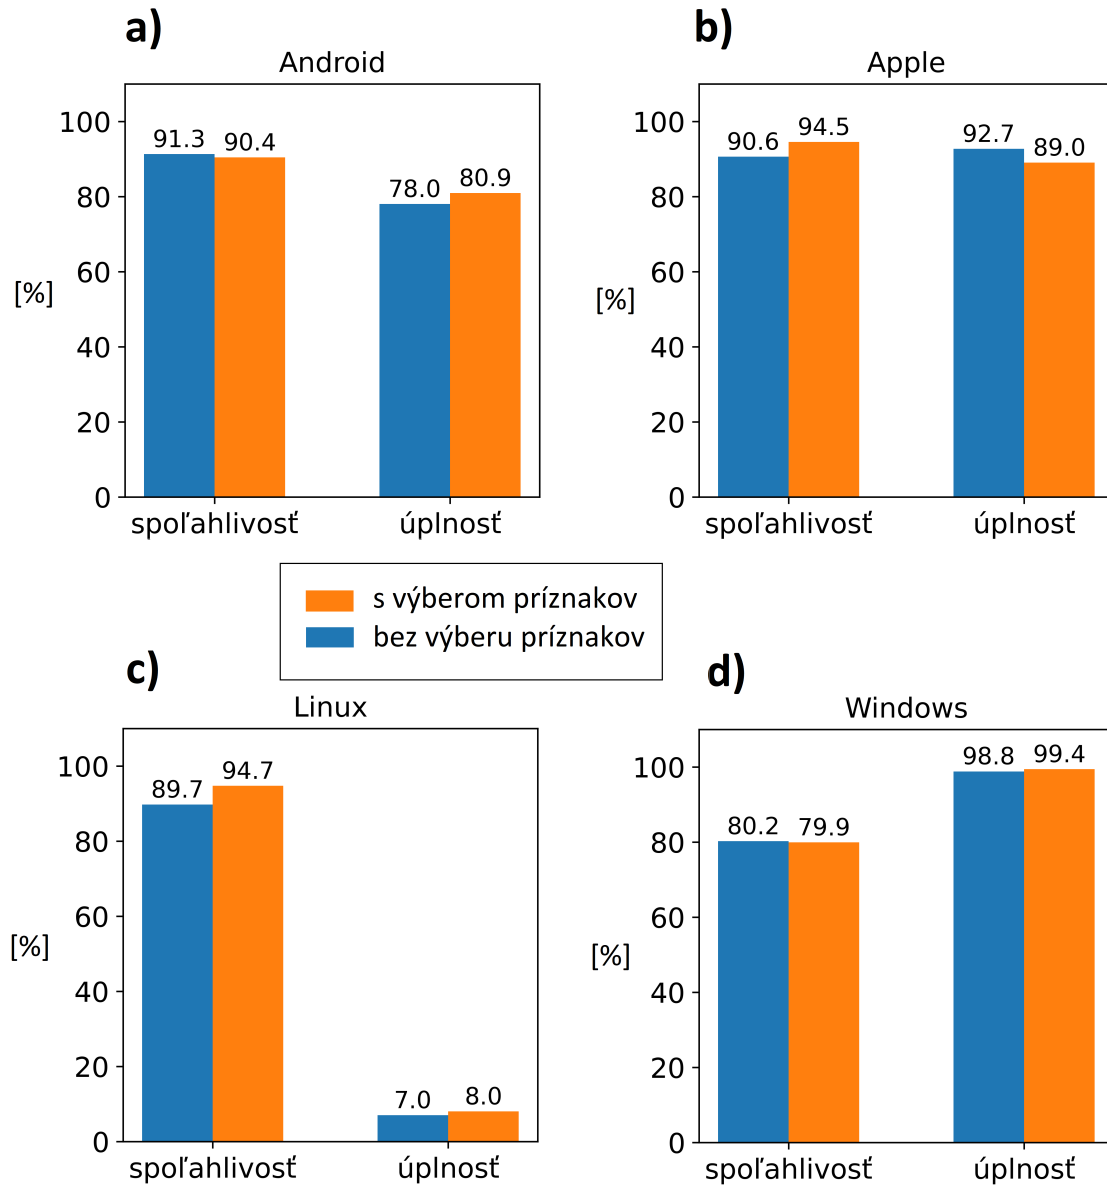 a)
Android
100
80
60
40
20
0
[%]
91.3 90.4
78.0 80.9
spoľahlivosť úplnosť
b)
Apple
100
80
60
40
20
0
[%]
90.6 94.5
92.7 89.0
spoľahlivosť úplnosť
s výberom príznakov
bez výberu príznakov
c)
Linux
100
80
60
40
20
0
[%]
89.7 94.7
7.0 8.0
spoľahlivosť úplnosť
d)
Windows
100
80
60
40
20
0
[%]
80.2 79.9
98.8 99.4
spoľahlivosť úplnosť